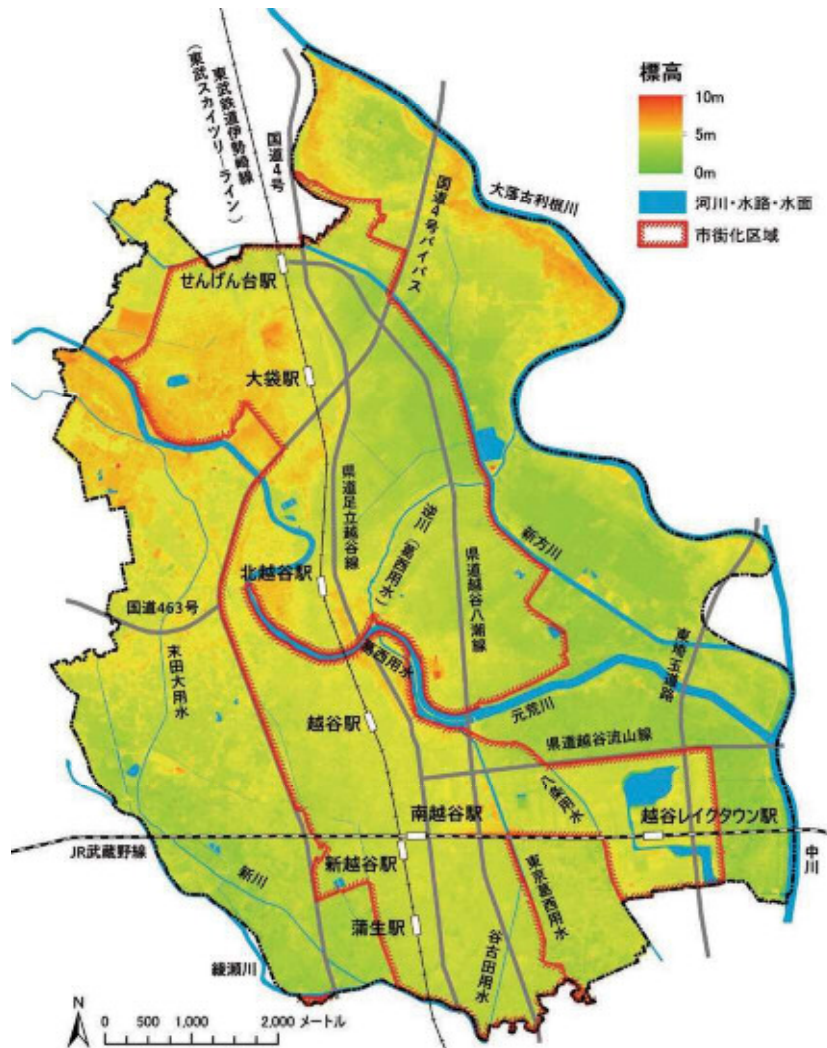 標高
10m
5m
0m
河川・水路・水面
市街化区域
東武鉄道伊勢崎線
(東武スカイツリーライン)
国道4号
国道4号バイパス
大落古利根川
せんげん台駅
大袋駅
県道足立越谷線
逆川(葛西用水)
県道越谷八潮線
新方川
北越谷駅
国道463号
末田大用水
葛西用水
東埼玉道路
元荒川
越谷駅
県道越谷流山線
八条用水
南越谷駅
越谷レイクタウン駅
JR武蔵野線
新川
新越谷駅
東京葛西用水
中川
蒲生駅
谷古田用水
綾瀬川
N
0 500 1,000 2,000 メートル